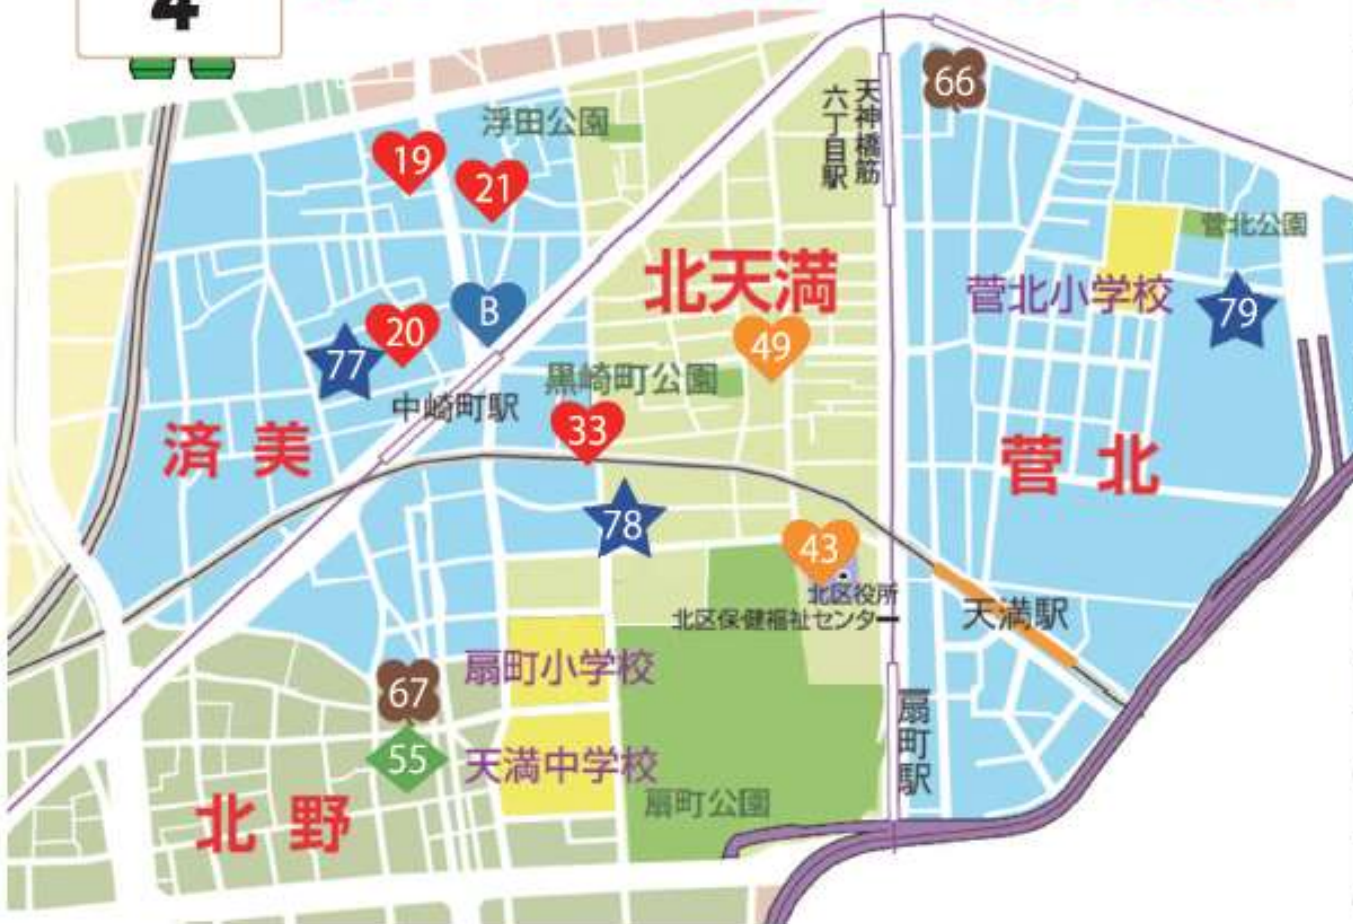 4
66
天神橋筋
六丁目駅
浮田公園
19
21
菅北公園
北天満
菅北小学校
79
B
20
77
49
黒崎町公園
中崎町駅
33
済美
菅北
78
43
北区役所
北区保健福祉センター
天満駅
扇町小学校
67
扇町駅
55
天満中学校
扇町公園
北野